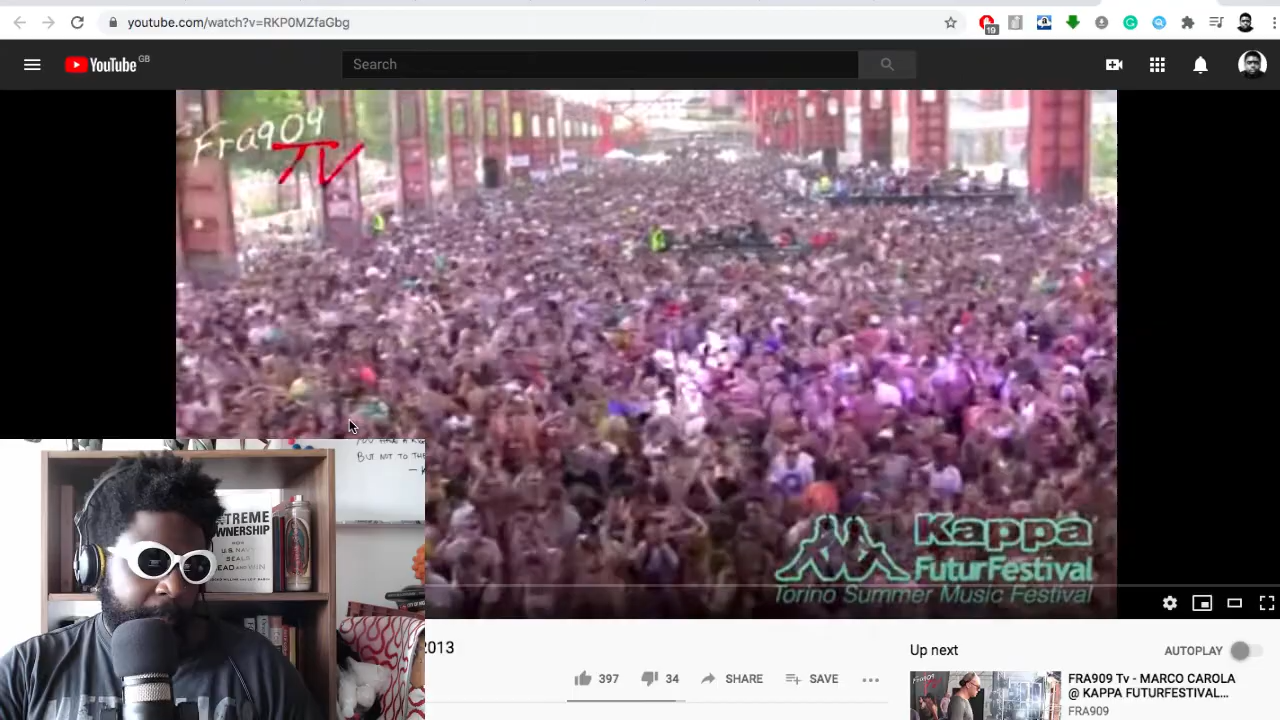 youtube.com/watch?v=RKP0MZfaGbg
19
YouTube GB
Search
Fra909
TV
Kappa
FuturFestival
Torino Summer Music Festival
BUT NOT TO THE
EXTREME
OWNERSHIP
HOW
U.S. NAVY
SEALS
LEAD AND WIN
2013
397
34
SHARE
SAVE
Up next
AUTOPLAY
FRA909 Tv - MARCO CAROLA
@ KAPPA FUTURFESTIVAL...
FRA909